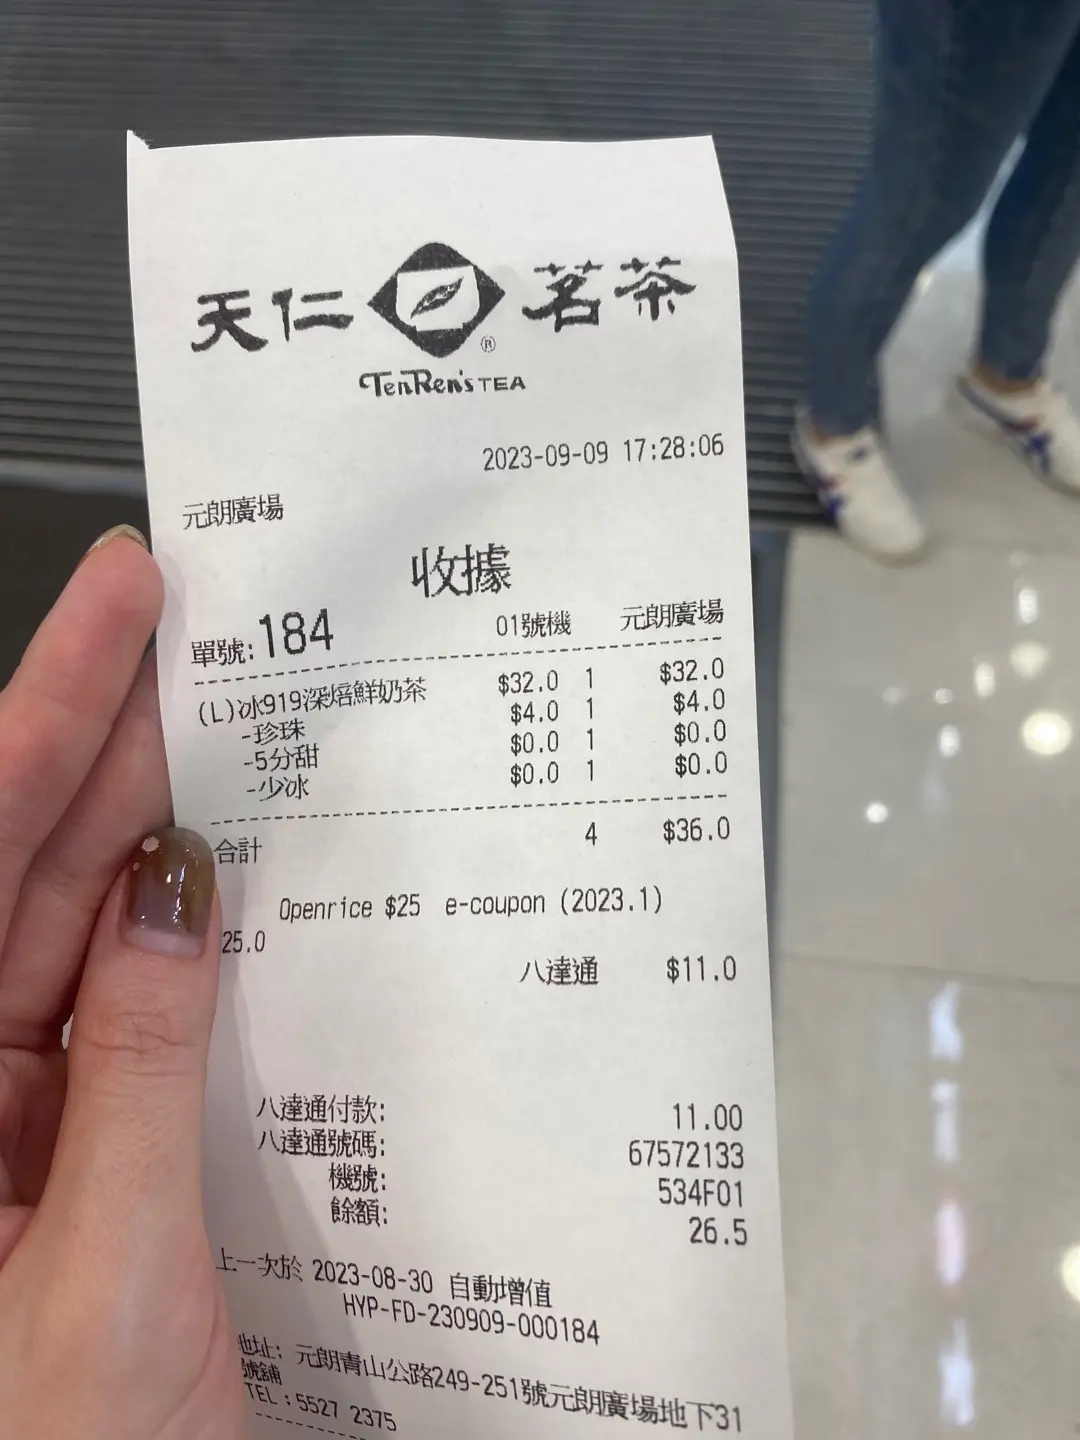 天仁茗茶
®
TenRen's TEA
2023-09-09 17:28:06
元朗廣場
收據
單號:184 01號機 元朗廣場
(L)冰919深焙鮮奶茶 $32.0 1 $32.0
-珍珠 $4.0 1 $4.0
-5分甜 $0.0 1 $0.0
-少冰 $0.0 1 $0.0
合計 4 $36.0
Openrice $25 e-coupon (2023.1)
25.0
八達通 $11.0
八達通付款: 11.00
八達通號碼: 67572133
機號: 534F01
餘額: 26.5
上一次於 2023-08-30 自動增值
HYP-FD-230909-000184
地址: 元朗青山公路249-251號元朗廣場地下31
號舖
TEL:5527 2375